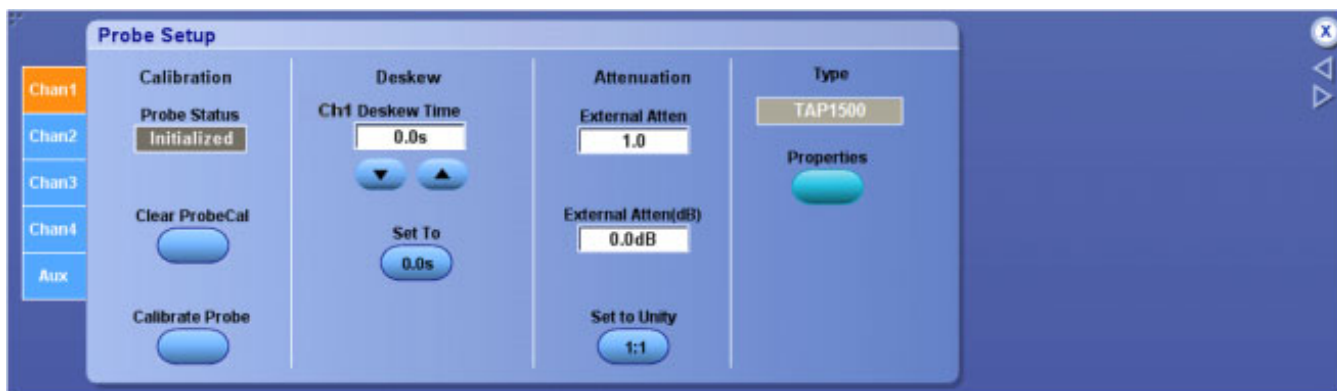 Probe Setup
X
Chan1
Chan2
Chan3
Chan4
Aux
Calibration
Probe Status
Initialized
Clear ProbeCal
Calibrate Probe
Deskew
Ch1 Deskew Time
0.0s
Set To
0.0s
Attenuation
External Atten
1.0
External Atten(dB)
0.0dB
Set to Unity
1:1
Type
TAP1500
Properties